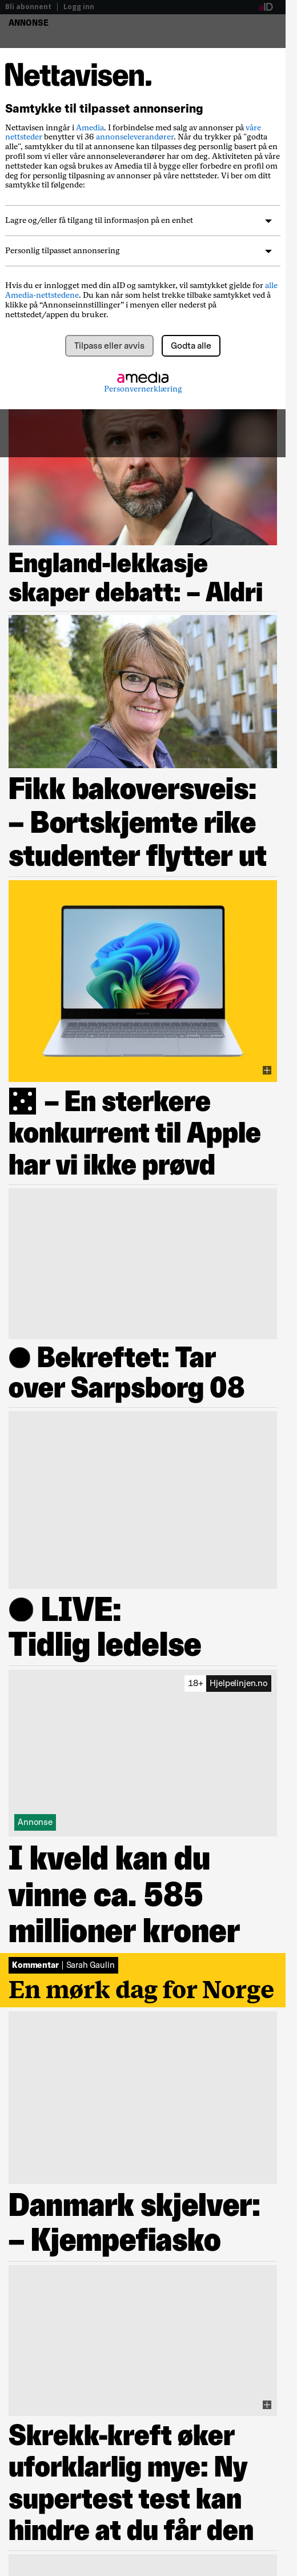 Bli abonnent | Logg inn
aID
ANNONSE
Nettavisen.
Samtykke til tilpasset annonsering
Nettavisen inngår i Amedia. I forbindelse med salg av annonser på våre
nettsteder benytter vi 36 annonseleverandører. Når du trykker på "godta
alle", samtykker du til at annonsene kan tilpasses deg personlig basert på en
profil som vi eller våre annonseleverandører har om deg. Aktiviteten på våre
nettsteder kan også brukes av Amedia til å bygge eller forbedre en profil om
deg for personlig tilpasning av annonser på våre nettsteder. Vi ber om ditt
samtykke til følgende:
Lagre og/eller få tilgang til informasjon på en enhet
Personlig tilpasset annonsering
Hvis du er innlogget med din aID og samtykker, vil samtykket gjelde for alle
Amedia-nettstedene. Du kan når som helst trekke tilbake samtykket ved å
klikke på “Annonseinnstillinger” i menyen eller nederst på
nettstedet/appen du bruker.
Tilpass eller avvis
Godta alle
amedia
Personvernerklæring
England-lekkasje
skaper debatt: – Aldri
Fikk bakoversveis:
– Bortskjemte rike
studenter flytter ut
– En sterkere
konkurrent til Apple
har vi ikke prøvd
Bekreftet: Tar
over Sarpsborg 08
LIVE:
Tidlig ledelse
18+ Hjelpelinjen.no
Annonse
I kveld kan du
vinne ca. 585
millioner kroner
Kommentar | Sarah Gaulin
En mørk dag for Norge
Danmark skjelver:
– Kjempefiasko
Skrekk-kreft øker
uforklarlig mye: Ny
supertest test kan
hindre at du får den